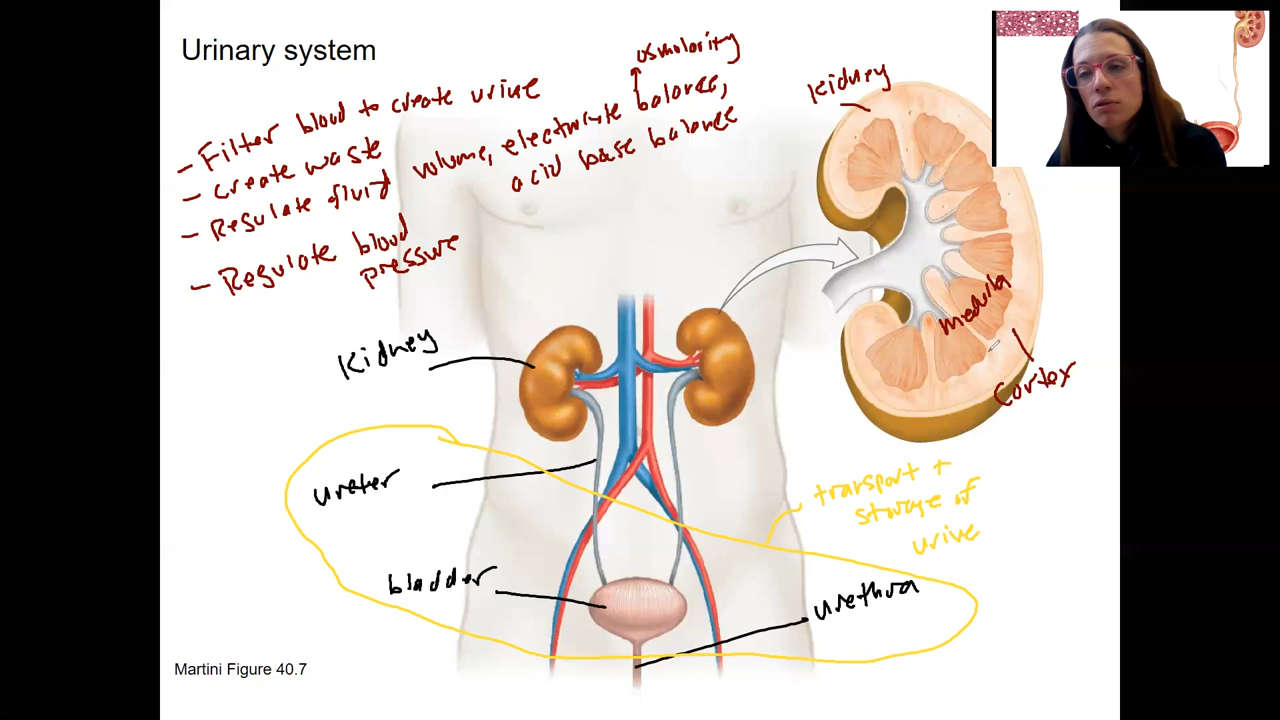 Urinary system
osmolarity
- Filter blood to create urine
- create waste
- Regulate fluid volume, electrolyte balance,
acid base balance
- Regulate blood
pressure
Kidney
medulla
cortex
Kidney
ureter
transport +
storage of
urine
bladder
urethra
Martini Figure 40.7